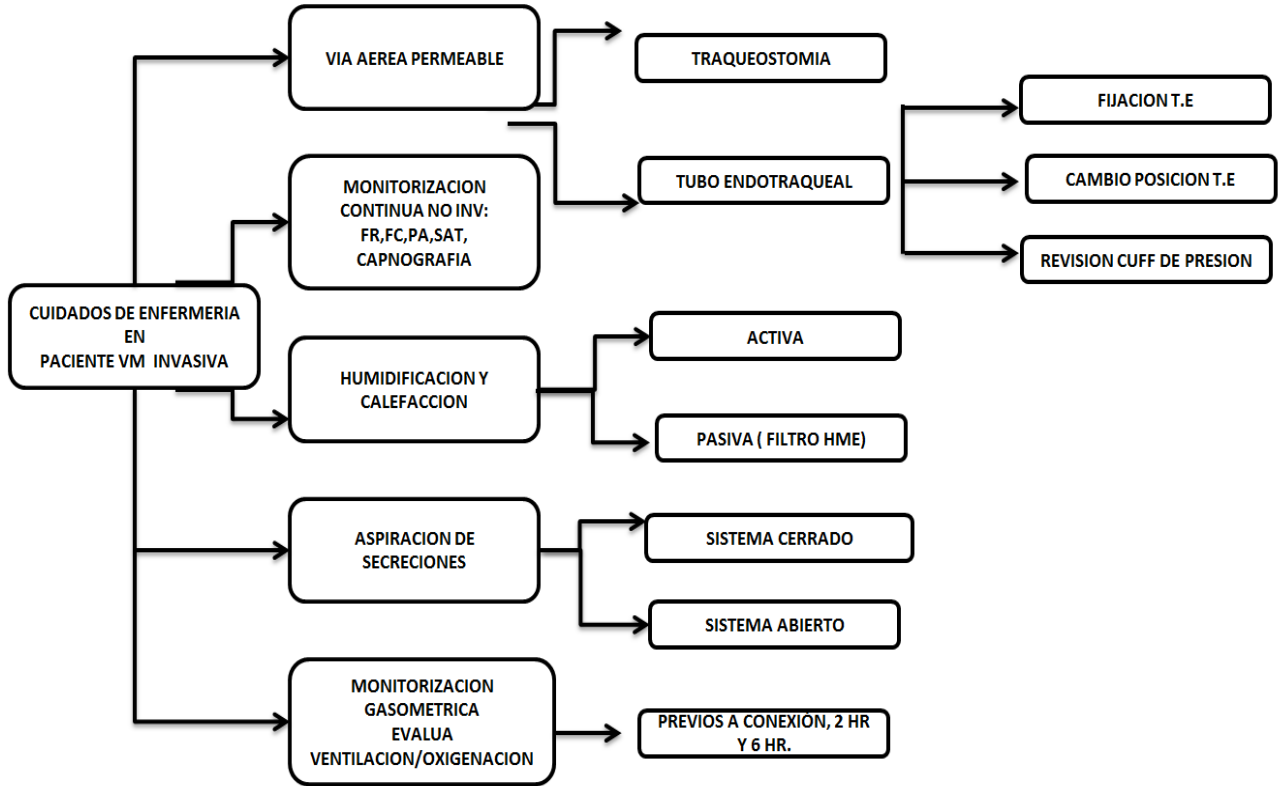 VIA AEREA PERMEABLE
TRAQUEOSTOMIA
FIJACION T.E
TUBO ENDOTRAQUEAL
CAMBIO POSICION T.E
REVISION CUFF DE PRESION
MONITORIZACION
CONTINUA NO INV:
FR,FC,PA,SAT,
CAPNOGRAFIA
CUIDADOS DE ENFERMERIA
EN
PACIENTE VM INVASIVA
HUMIDIFICACION Y
CALEFACCION
ACTIVA
PASIVA ( FILTRO HME)
ASPIRACION DE
SECRECIONES
SISTEMA CERRADO
SISTEMA ABIERTO
MONITORIZACION
GASOMETRICA
EVALUA
VENTILACION/OXIGENACION
PREVIOS A CONEXIÓN, 2 HR
Y 6 HR.